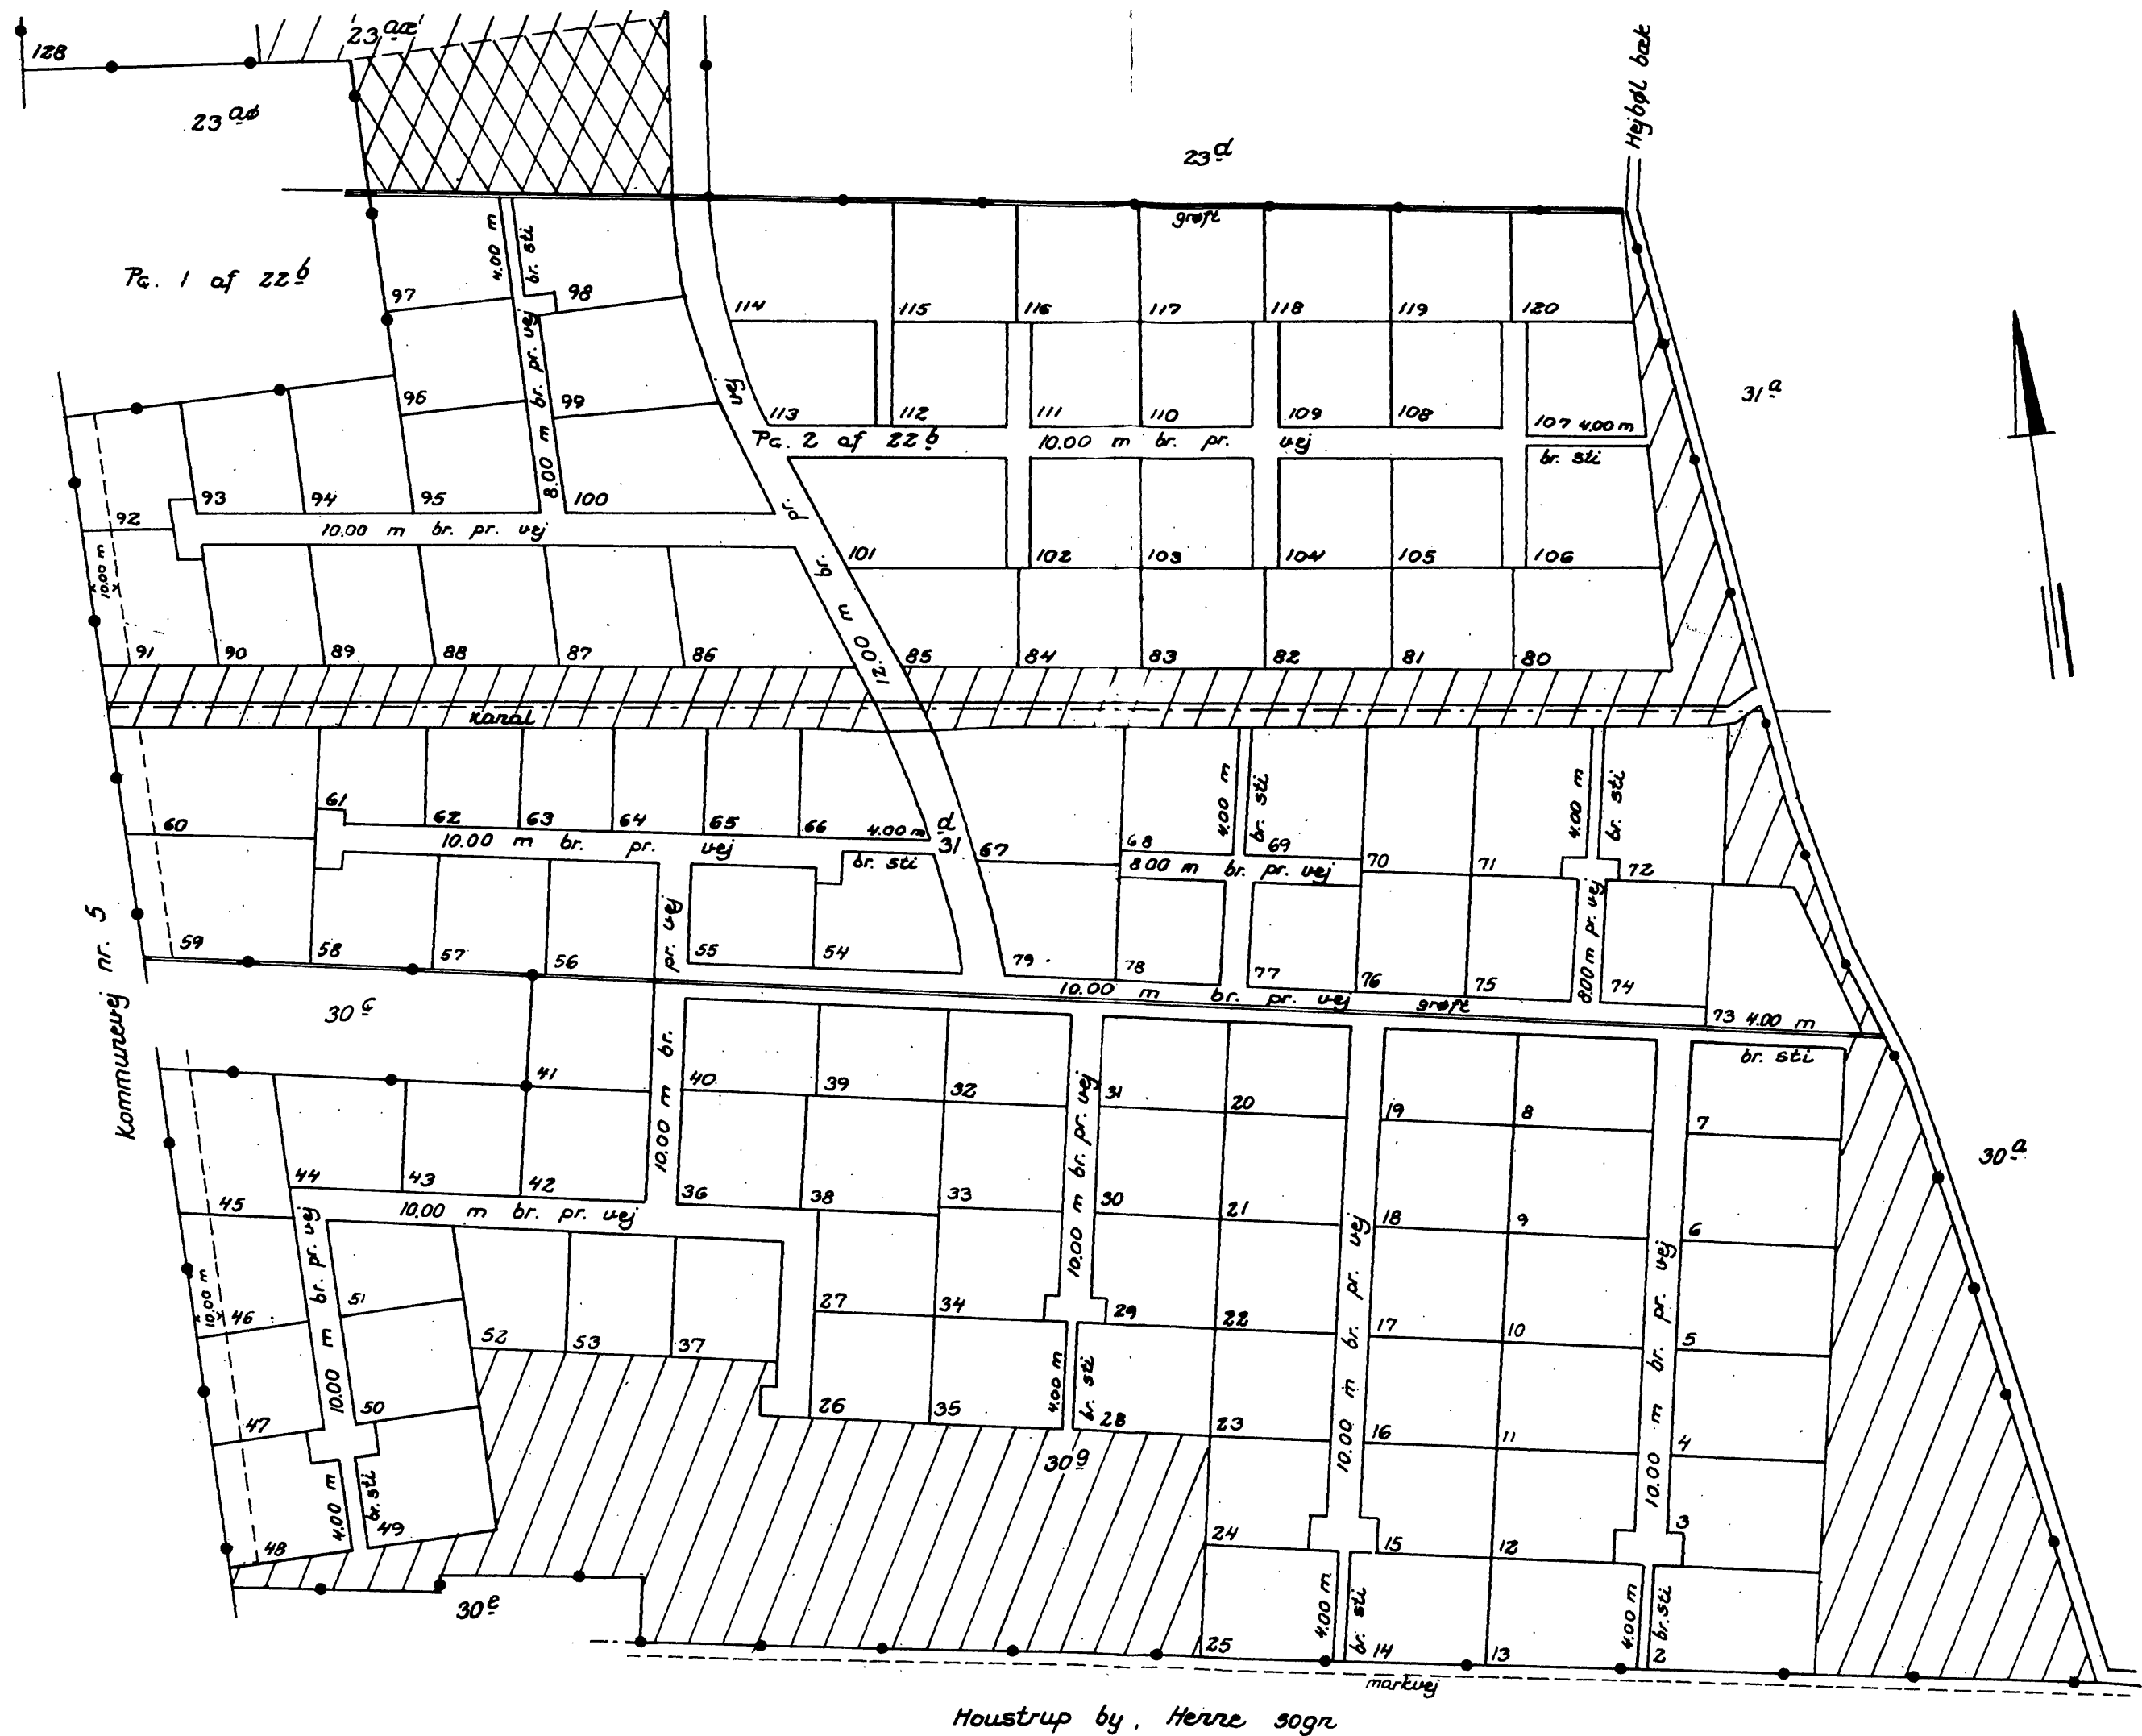 128
23 aæ
23 aø
23 d
Hejbøl bæk
grøft
Pc. 1 af 22 b
4.00 m
br. sti
97
98
114
115
116
117
118
119
120
31 a
8.00 m br. pr. vej
96
99
vej
113
112
111
110
109
108
107 4.00 m
Pc. 2 af 22 b
10.00 m br. pr. vej
br. sti
92
93
94
95
100
10.00 m br. pr. vej
10.00 m
12.00 m br. pr.
101
102
103
104
105
106
91
90
89
88
87
86
85
84
83
82
81
80
kanal
4.00 m
br. sti
4.00 m
br. sti
61
60
62
63
64
65
66
4.00 m
31 d
67
68
69
70
71
72
10.00 m br. pr. vej
br. sti
8.00 m br. pr. vej
8.00 m pr. vej
Kommunevej nr. 5
59
58
57
56
pr. vej
55
54
79
78
77
76
75
74
10.00 m br. pr. vej
grøft
73 4.00 m
br. sti
30 c
10.00 m br.
41
40
39
32
31
20
19
8
7
10.00 m br. pr. vej
30 a
44
43
42
36
38
33
30
21
18
9
6
45
10.00 m br. pr. vej
10.00 m br. pr. vej
10.00 m br. pr. vej
10.00 m br. pr. vej
10.00 m
46
51
27
34
29
22
17
10
5
52
53
37
4.00 m
br. sti
47
50
26
35
28
23
16
11
4
30 g
4.00 m
br. sti
48
49
24
15
12
3
30 e
4.00 m
br. sti
4.00 m
br. sti
25
14
13
2
markvej
Houstrup by, Henne sogn